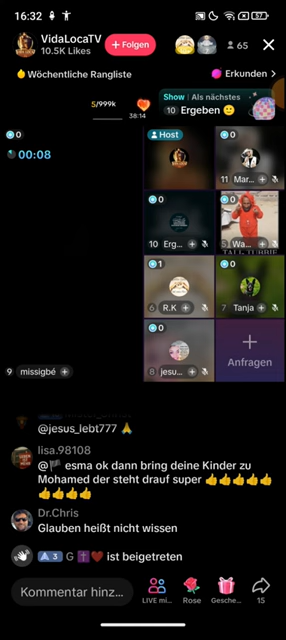 16:32
57
VidaLocaTV
10.5K Likes
+ Folgen
65
Wöchentliche Rangliste
Erkunden >
5/999k
38:14
Show | Als nächstes
10 Ergeben 🙂
0
00:08
Host
0
11 Mar... +
0
10 Erg... +
0
5 Wa... +
1
6 R.K +
0
7 Tanja +
0
8 jesu... +
+
Anfragen
9 missigbé +
@jesus_lebt777 🙏
lisa.98108
@🏴 esma ok dann bring deine Kinder zu
Mohamed der steht drauf super 👍👍👍👍👍
👍👍👍👍
Dr.Chris
Glauben heißt nicht wissen
3 G ✝️❤️ ist beigetreten
Kommentar hinz...
LIVE mi...
Rose
Gesche...
15